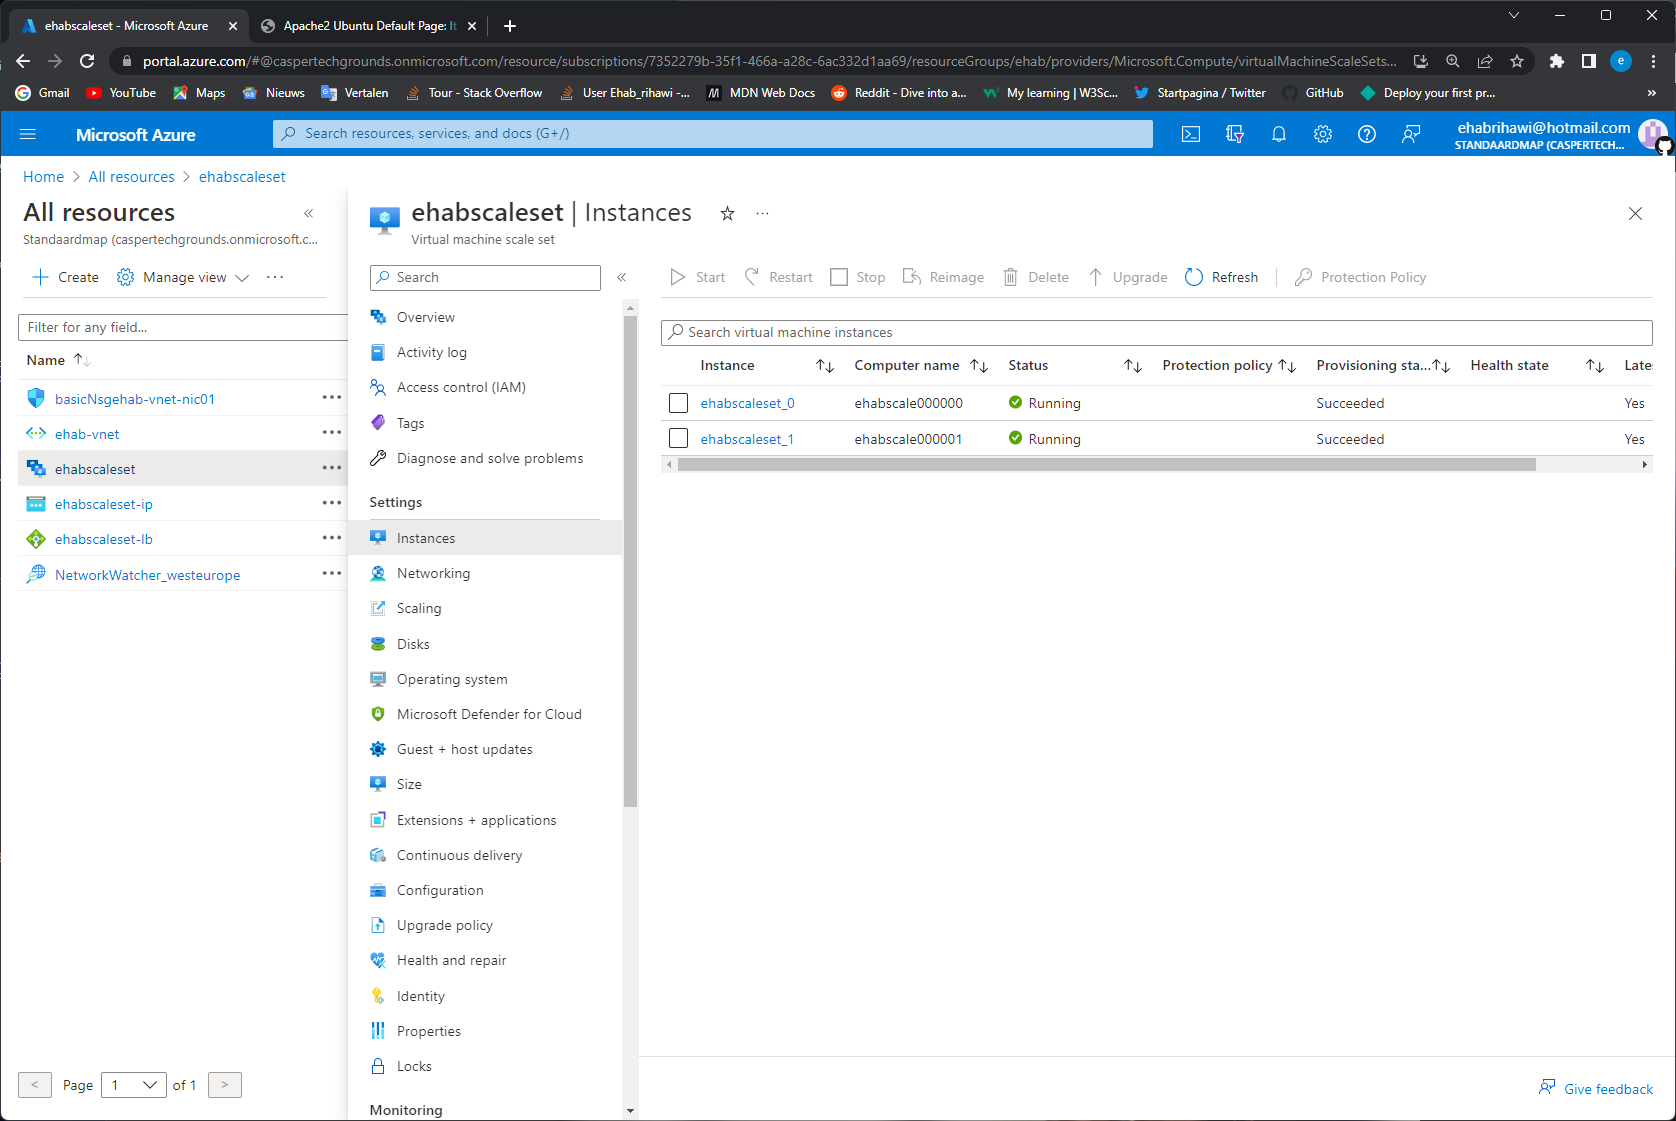 ehabscaleset - Microsoft Azure
Apache2 Ubuntu Default Page: It
portal.azure.com/#@caspertechgrounds.onmicrosoft.com/resource/subscriptions/7352279b-35f1-466a-a28c-6ac332d1aa69/resourceGroups/ehab/providers/Microsoft.Compute/virtualMachineScaleSets...
e
Gmail YouTube Maps Nieuws Vertalen Tour - Stack Overflow User Ehab_rihawi -... MDN Web Docs Reddit - Dive into a... My learning | W3Sc... Startpagina / Twitter GitHub Deploy your first pr... »
Microsoft Azure
Search resources, services, and docs (G+/)
ehabrihawi@hotmail.com
STANDAARDMAP (CASPERTECH...
Home > All resources > ehabscaleset
All resources
«
Standaardmap (caspertechgrounds.onmicrosoft.c...
Create Manage view ...
Filter for any field...
Name
basicNsgehab-vnet-nic01 ...
ehab-vnet ...
ehabscaleset ...
ehabscaleset-ip ...
ehabscaleset-lb ...
NetworkWatcher_westeurope ...
< Page 1 of 1 >
ehabscaleset | Instances
...
Virtual machine scale set
Search
«
Overview
Activity log
Access control (IAM)
Tags
Diagnose and solve problems
Settings
Instances
Networking
Scaling
Disks
Operating system
Microsoft Defender for Cloud
Guest + host updates
Size
Extensions + applications
Continuous delivery
Configuration
Upgrade policy
Health and repair
Identity
Properties
Locks
Monitoring
Start Restart Stop Reimage Delete Upgrade Refresh Protection Policy
Search virtual machine instances
Instance Computer name Status Protection policy Provisioning sta... Health state Late
ehabscaleset_0 ehabscale000000 Running Succeeded Yes
ehabscaleset_1 ehabscale000001 Running Succeeded Yes
Give feedback